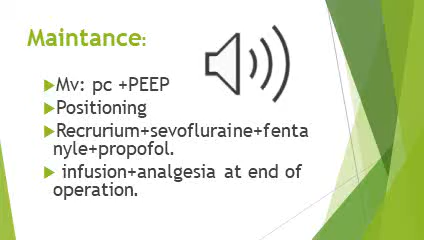 Maintance:
Mv: pc +PEEP
Positioning
Recrurium+sevofluraine+fenta
nyle+propofol.
infusion+analgesia at end of
operation.